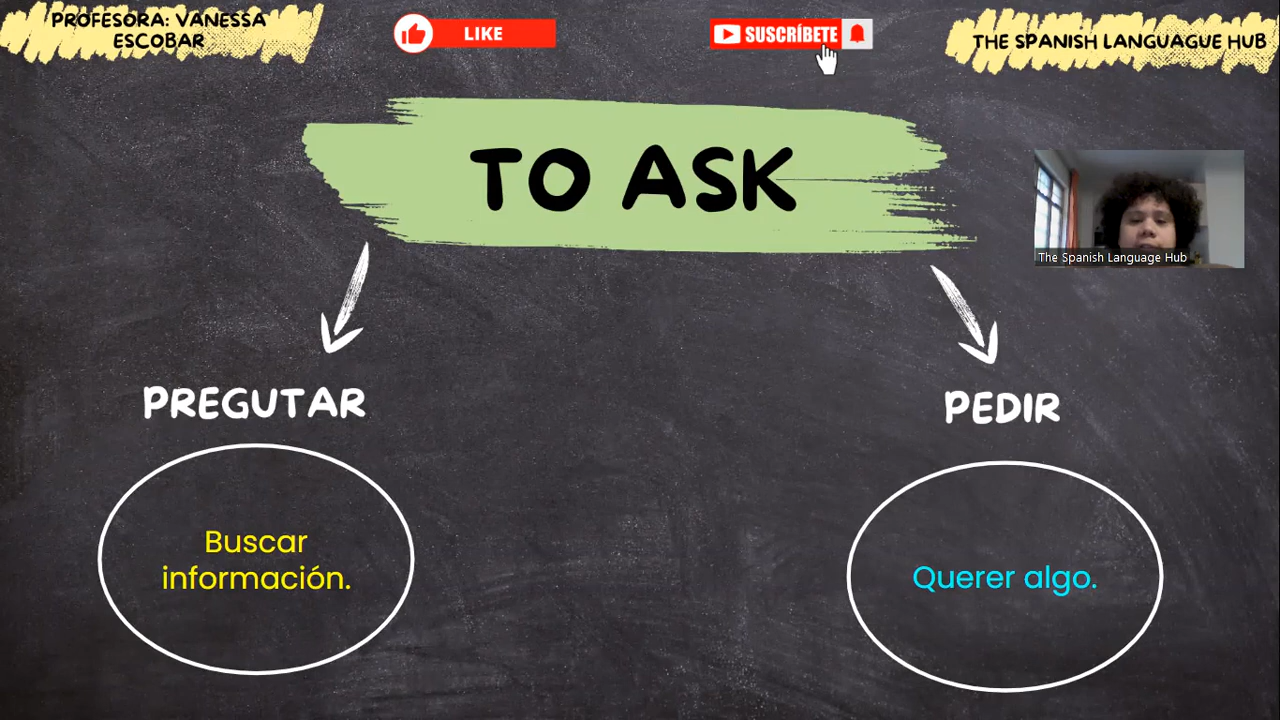 PROFESORA: VANESSA
ESCOBAR
LIKE
SUSCRÍBETE
THE SPANISH LANGUAGUE HUB
TO ASK
The Spanish Language Hub
PREGUTAR
PEDIR
Buscar
información.
Querer algo.